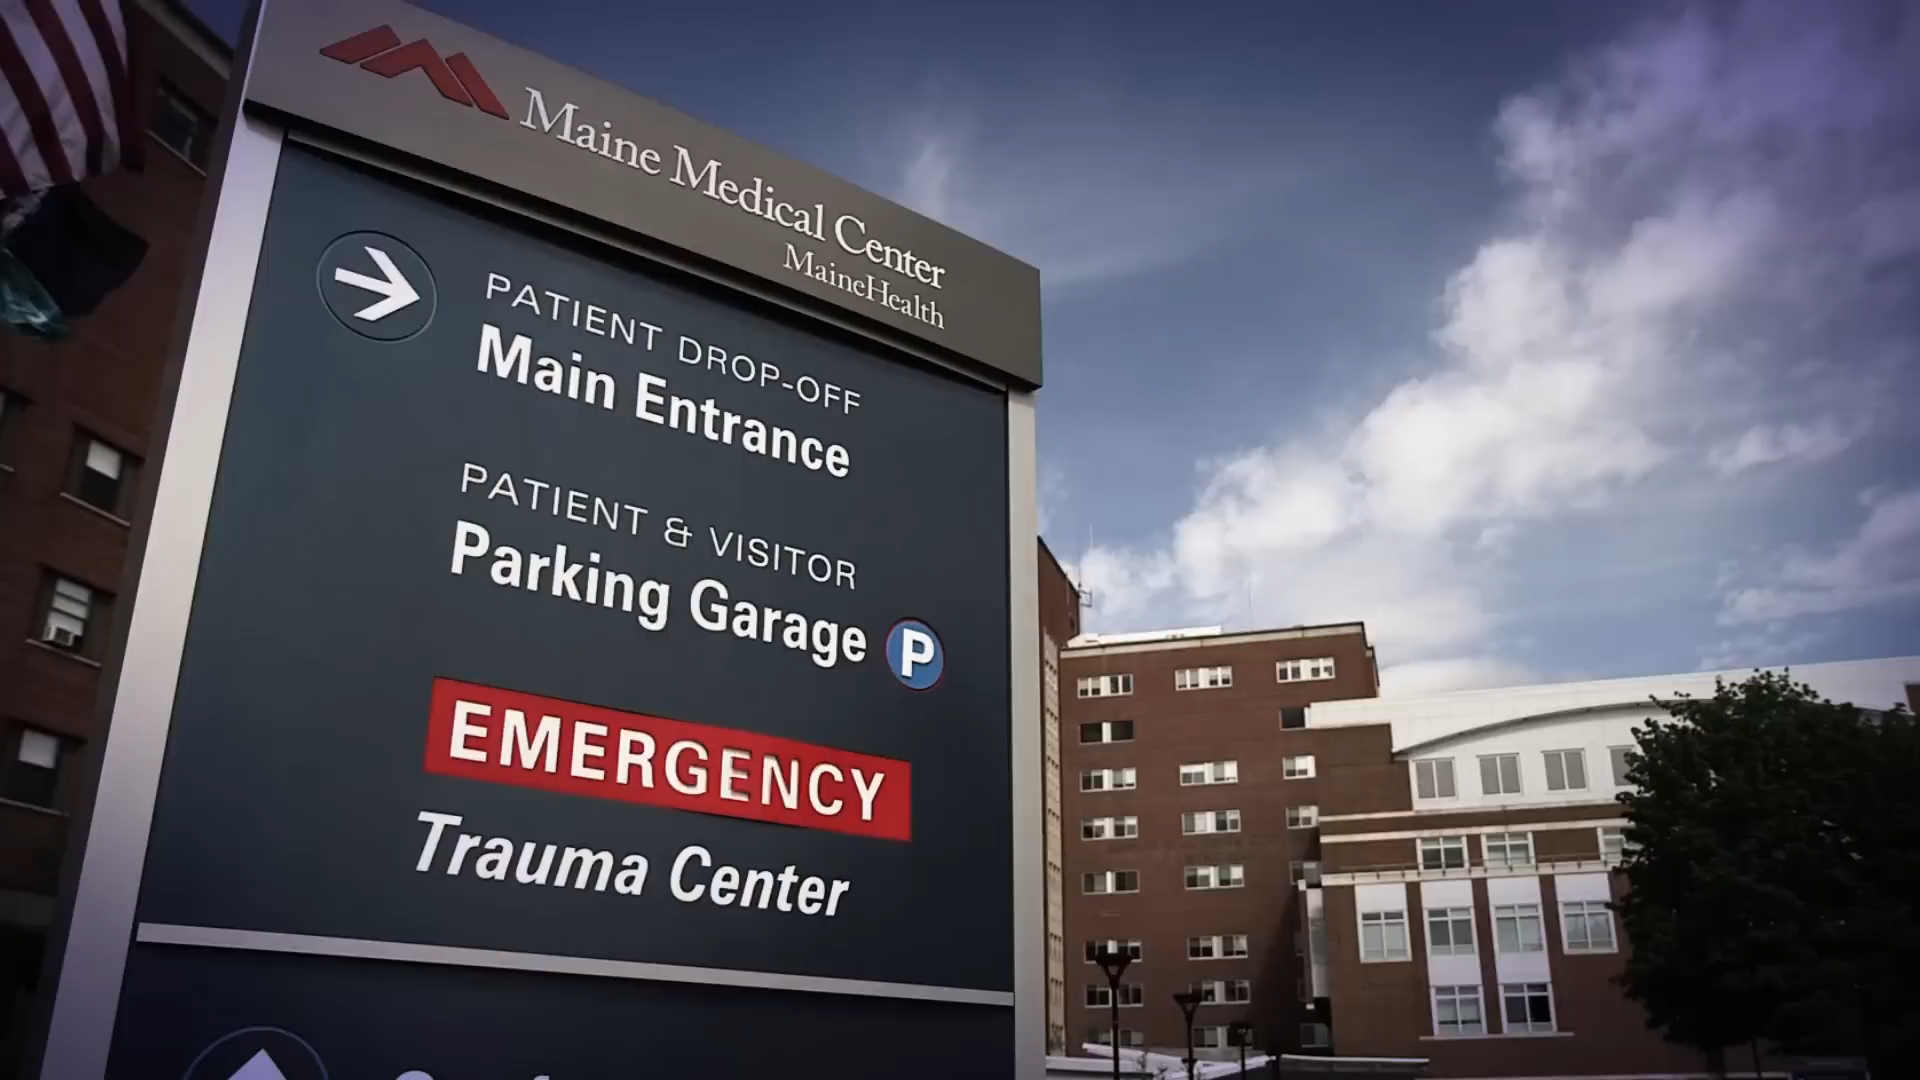 Maine Medical Center
MaineHealth
PATIENT DROP-OFF
Main Entrance
PATIENT & VISITOR
Parking Garage P
EMERGENCY
Trauma Center